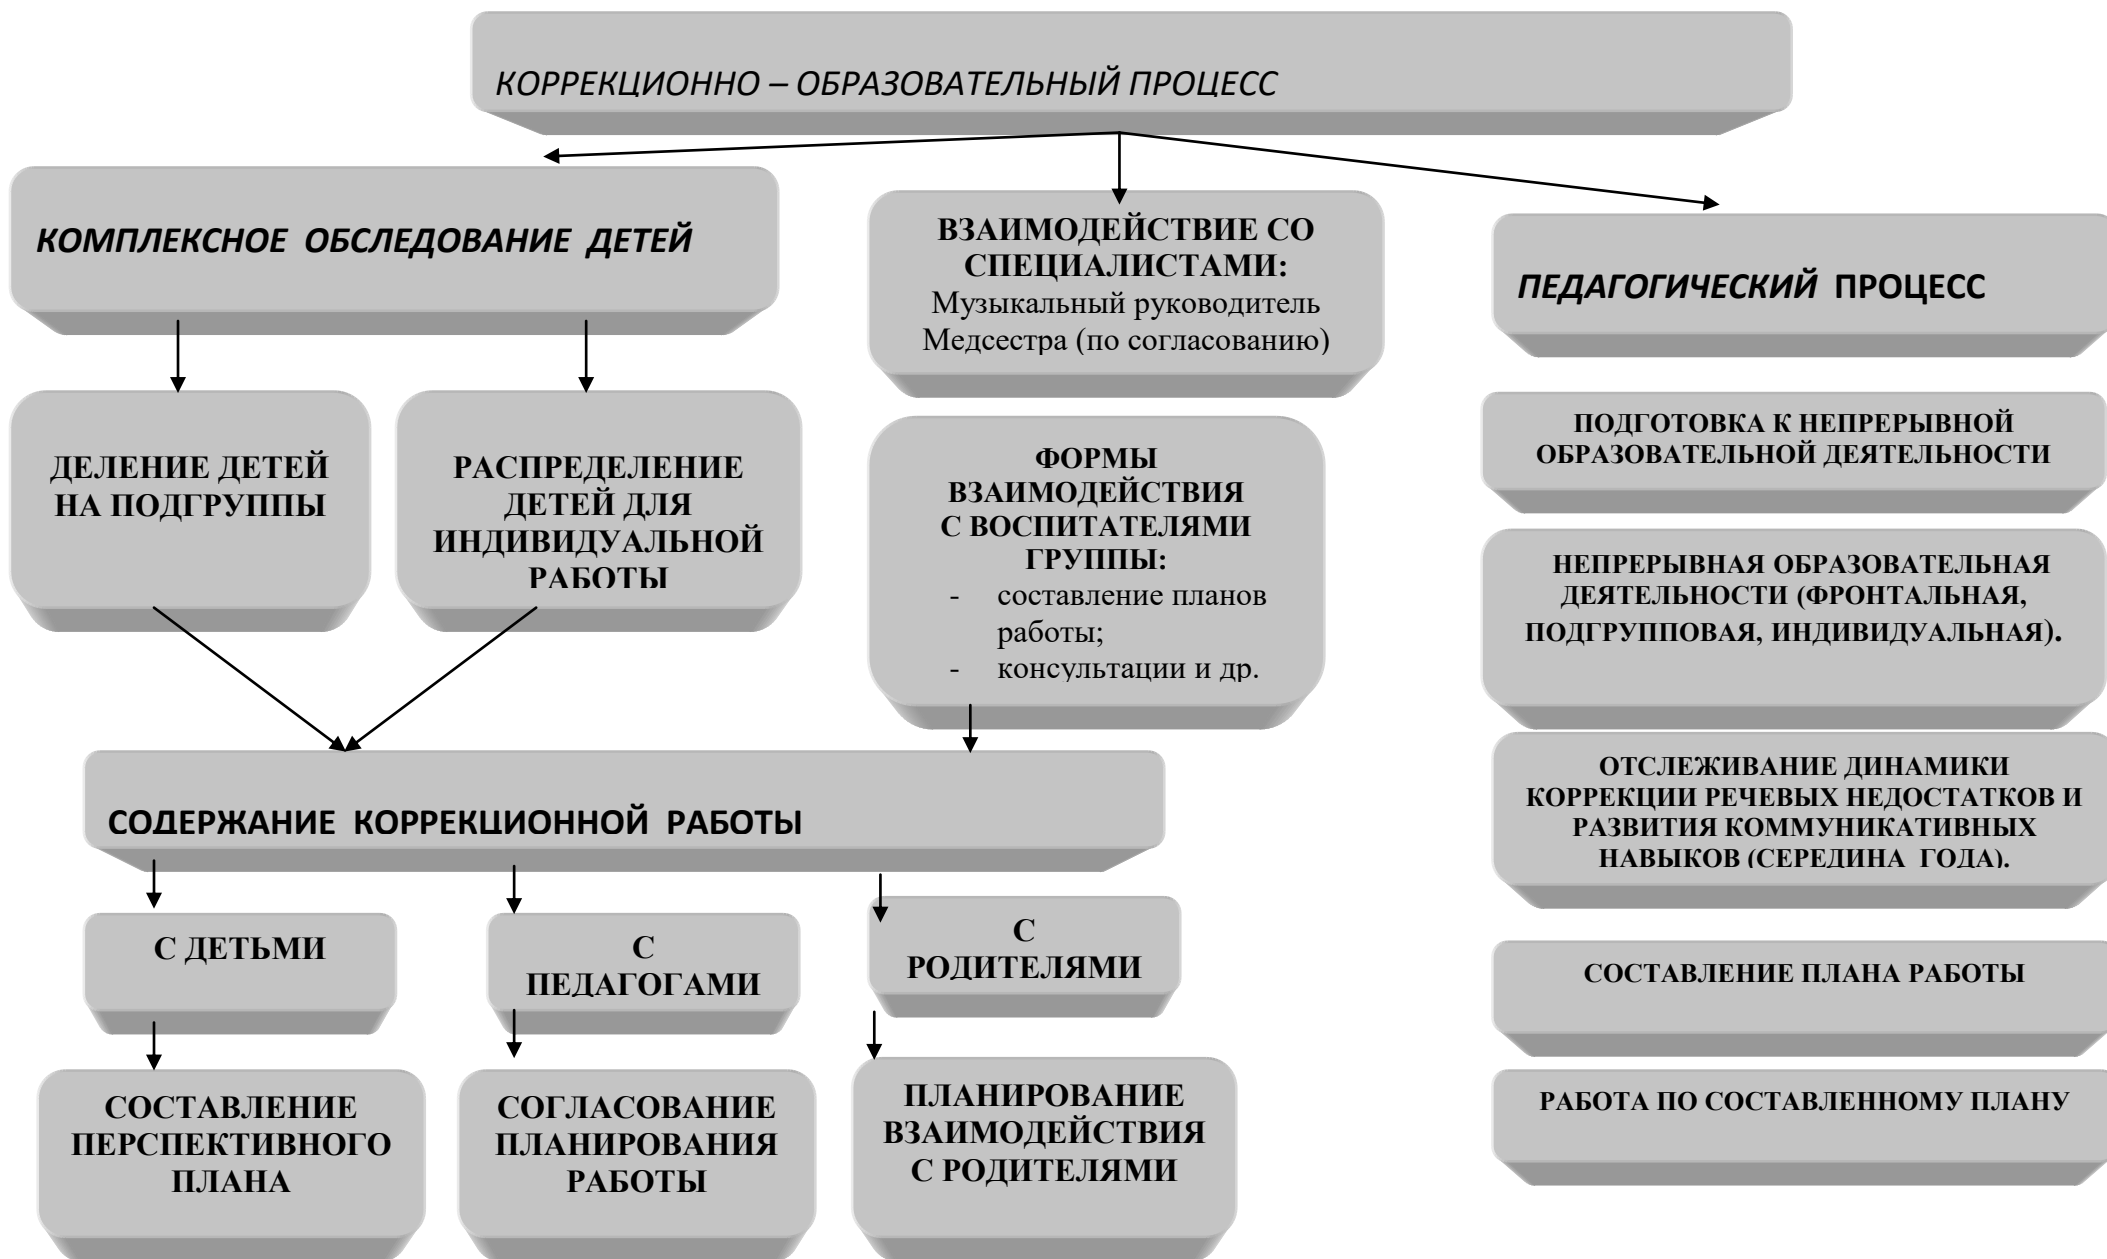 КОРРЕКЦИОННО – ОБРАЗОВАТЕЛЬНЫЙ ПРОЦЕСС
КОМПЛЕКСНОЕ ОБСЛЕДОВАНИЕ ДЕТЕЙ
ВЗАИМОДЕЙСТВИЕ СО
СПЕЦИАЛИСТАМИ:
Музыкальный руководитель
Медсестра (по согласованию)
ПЕДАГОГИЧЕСКИЙ ПРОЦЕСС
ДЕЛЕНИЕ ДЕТЕЙ
НА ПОДГРУППЫ
РАСПРЕДЕЛЕНИЕ
ДЕТЕЙ ДЛЯ
ИНДИВИДУАЛЬНОЙ
РАБОТЫ
ФОРМЫ
ВЗАИМОДЕЙСТВИЯ
С ВОСПИТАТЕЛЯМИ
ГРУППЫ:
- составление планов
работы;
- консультации и др.
ПОДГОТОВКА К НЕПРЕРЫВНОЙ
ОБРАЗОВАТЕЛЬНОЙ ДЕЯТЕЛЬНОСТИ
НЕПРЕРЫВНАЯ ОБРАЗОВАТЕЛЬНАЯ
ДЕЯТЕЛЬНОСТИ (ФРОНТАЛЬНАЯ,
ПОДГРУППОВАЯ, ИНДИВИДУАЛЬНАЯ).
ОТСЛЕЖИВАНИЕ ДИНАМИКИ
КОРРЕКЦИИ РЕЧЕВЫХ НЕДОСТАТКОВ И
РАЗВИТИЯ КОММУНИКАТИВНЫХ
НАВЫКОВ (СЕРЕДИНА ГОДА).
СОСТАВЛЕНИЕ ПЛАНА РАБОТЫ
РАБОТА ПО СОСТАВЛЕННОМУ ПЛАНУ
СОДЕРЖАНИЕ КОРРЕКЦИОННОЙ РАБОТЫ
С ДЕТЬМИ
С
ПЕДАГОГАМИ
С
РОДИТЕЛЯМИ
СОСТАВЛЕНИЕ
ПЕРСПЕКТИВНОГО
ПЛАНА
СОГЛАСОВАНИЕ
ПЛАНИРОВАНИЯ
РАБОТЫ
ПЛАНИРОВАНИЕ
ВЗАИМОДЕЙСТВИЯ
С РОДИТЕЛЯМИ